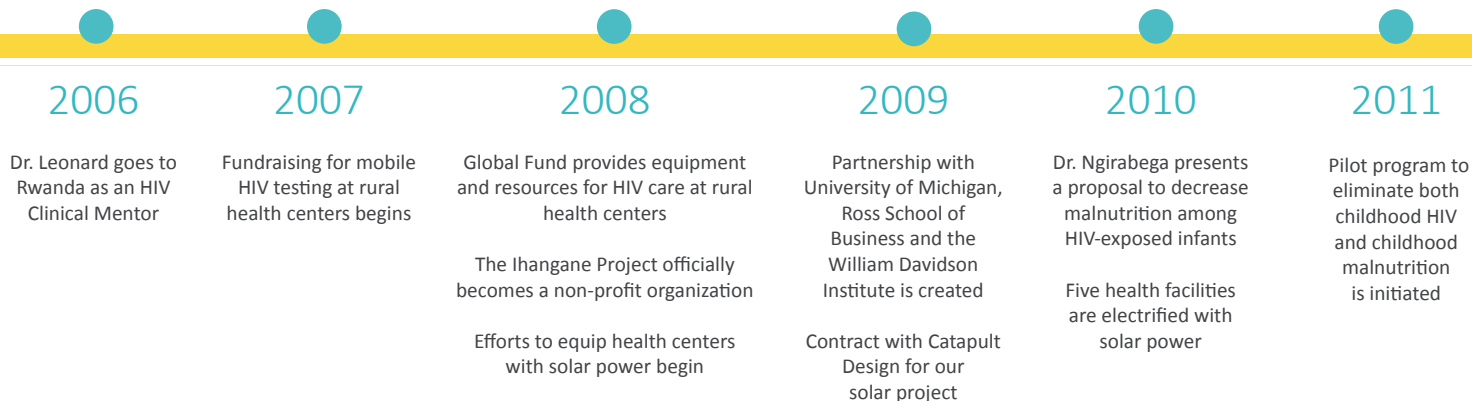 2006
Dr. Leonard goes to
Rwanda as an HIV
Clinical Mentor
2007
Fundraising for mobile
HIV testing at rural
health centers begins
2008
Global Fund provides equipment
and resources for HIV care at rural
health centers
The Ihangane Project officially
becomes a non-profit organization
Efforts to equip health centers
with solar power begin
2009
Partnership with
University of Michigan,
Ross School of
Business and the
William Davidson
Institute is created
Contract with Catapult
Design for our
solar project
2010
Dr. Ngirabega presents
a proposal to decrease
malnutrition among
HIV-exposed infants
Five health facilities
are electrified with
solar power
2011
Pilot program to
eliminate both
childhood HIV
and childhood
malnutrition
is initiated